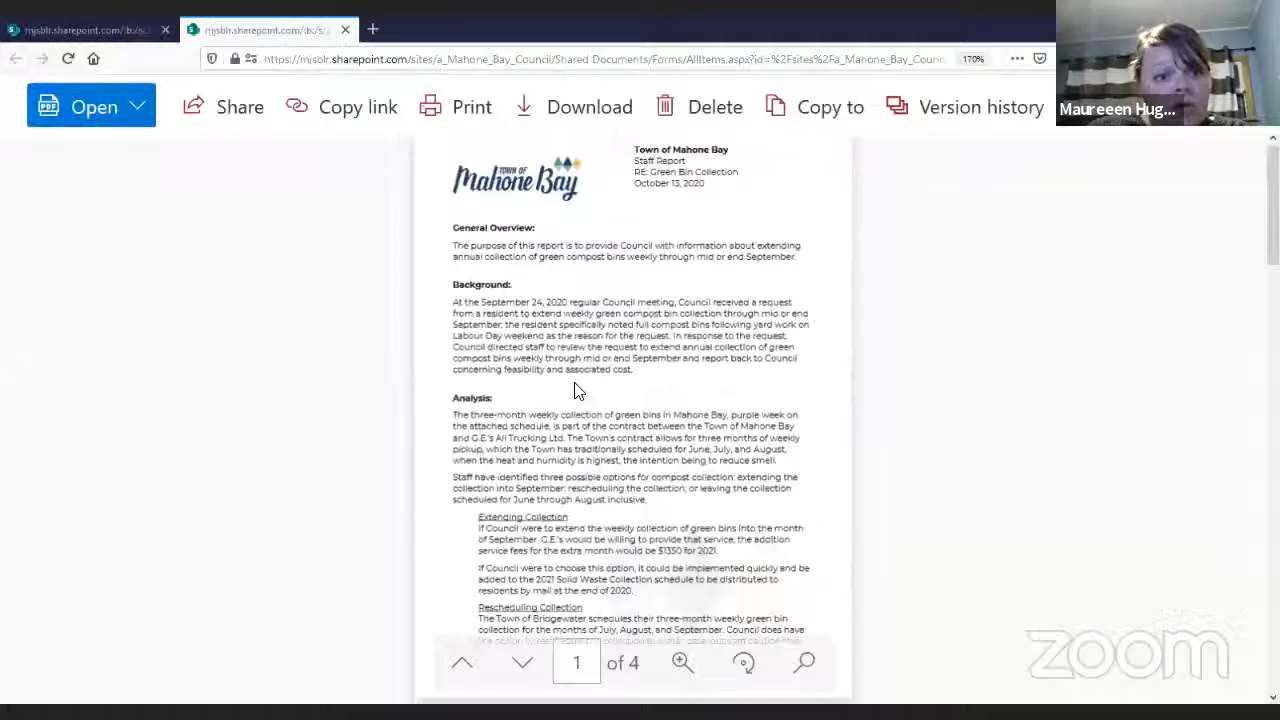 mjsblr.sharepoint.com/:b:/s/
mjsblr.sharepoint.com/:b:/s/
https://mjsblr.sharepoint.com/sites/a_Mahone_Bay_Council/Shared Documents/Forms/AllItems.aspx?id=%2Fsites%2Fa_Mahone_Bay_Counc
170%
Open
Share
Copy link
Print
Download
Delete
Copy to
Version history
Maureeen Hug...
TOWN OF
Mahone Bay
Town of Mahone Bay
Staff Report
RE: Green Bin Collection
October 13, 2020
General Overview:
The purpose of this report is to provide Council with information about extending
annual collection of green compost bins weekly through mid or end September.
Background:
At the September 24, 2020 regular Council meeting, Council received a request
from a resident to extend weekly green compost bin collection through mid or end
September; the resident specifically noted full compost bins following yard work on
Labour Day weekend as the reason for the request. In response to the request,
Council directed staff to review the request to extend annual collection of green
compost bins weekly through mid or end September and report back to Council
concerning feasibility and associated cost.
Analysis:
The three-month weekly collection of green bins in Mahone Bay, purple week on
the attached schedule, is part of the contract between the Town of Mahone Bay
and G.E.'s All Trucking Ltd. The Town's contract allows for three months of weekly
pickup, which the Town has traditionally scheduled for June, July, and August,
when the heat and humidity is highest, the intention being to reduce smell.
Staff have identified three possible options for compost collection: extending the
collection into September; rescheduling the collection; or leaving the collection
scheduled for June through August inclusive.
Extending Collection
If Council were to extend the weekly collection of green bins into the month
of September, G.E.'s would be willing to provide that service; the addition
service fees for the extra month would be $1350 for 2021.
If Council were to choose this option, it could be implemented quickly and be
added to the 2021 Solid Waste Collection schedule to be distributed to
residents by mail at the end of 2020.
Rescheduling Collection
The Town of Bridgewater schedules their three-month weekly green bin
collection for the months of July, August, and September. Council does have
1 of 4
zoom